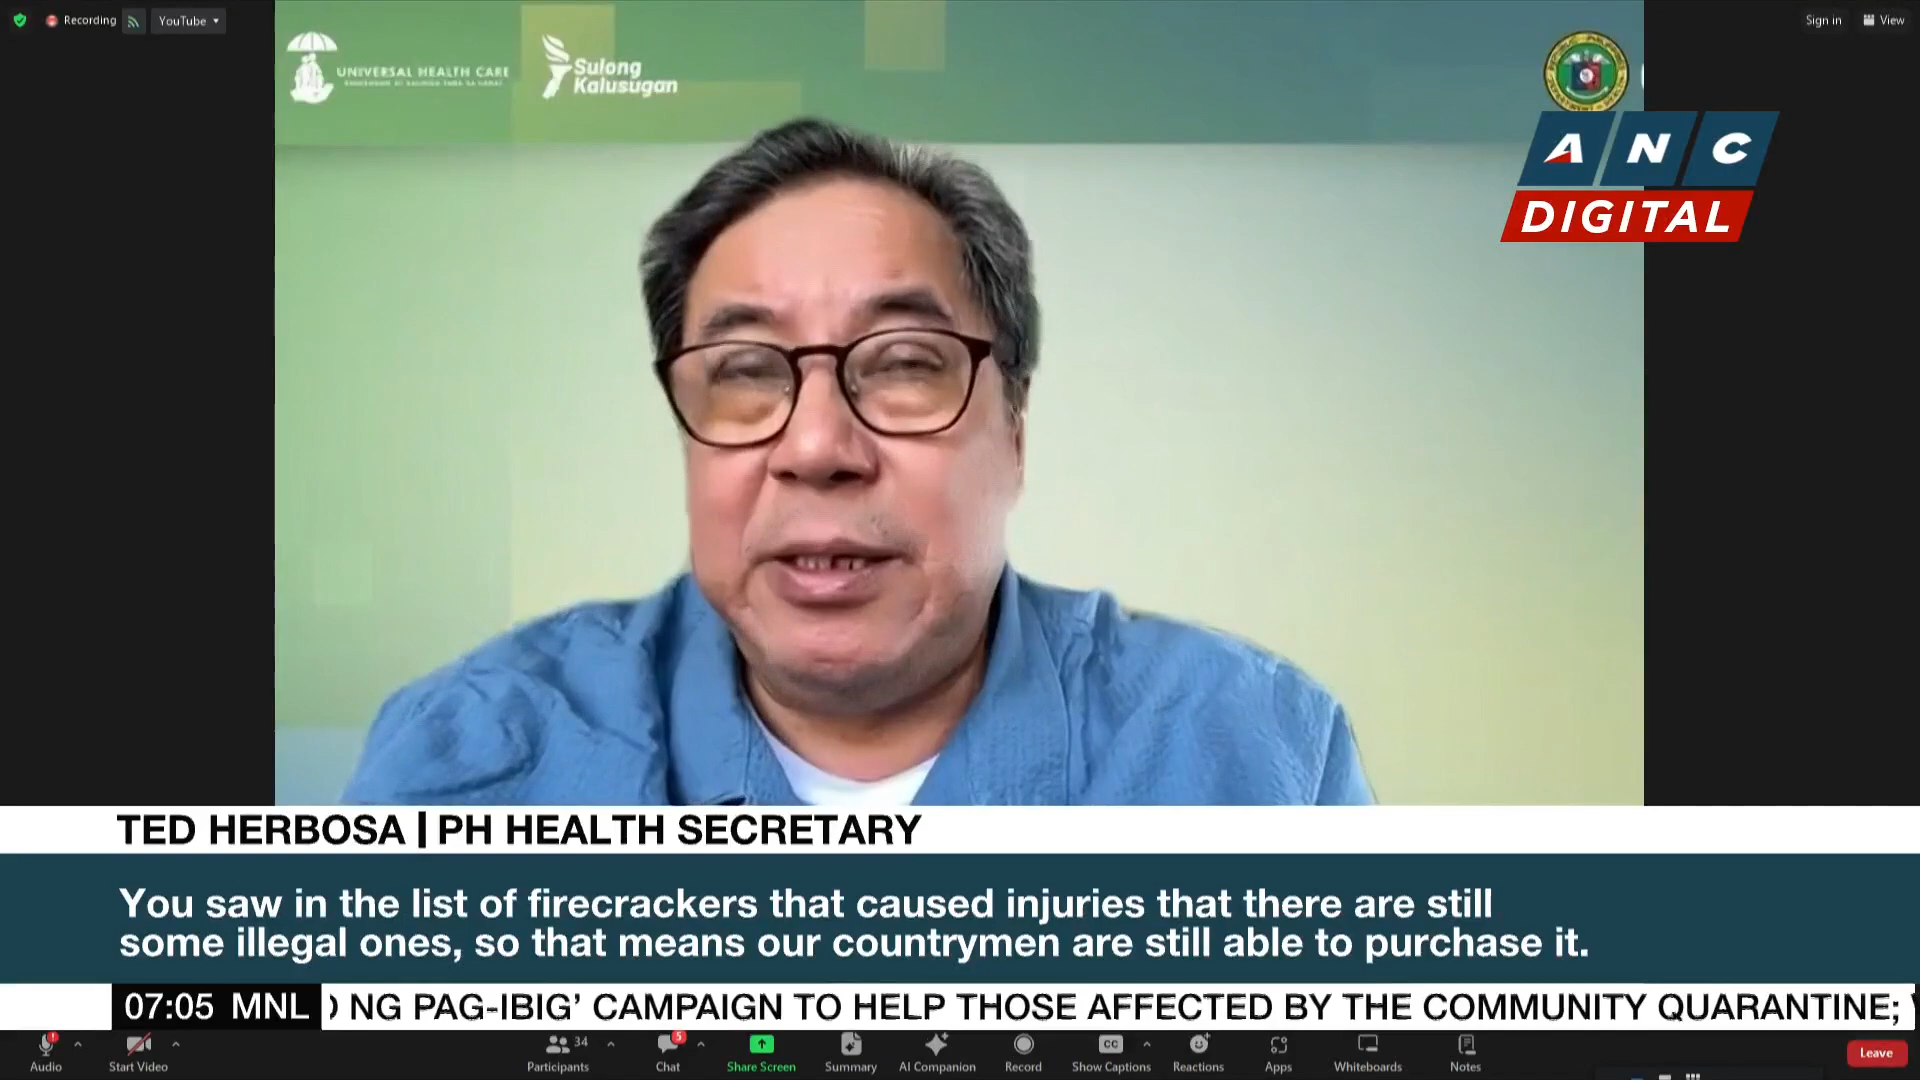 Recording
YouTube
Sign in
View
UNIVERSAL HEALTH CARE
Sulong
Kalusugan
ANC
DIGITAL
TED HERBOSA | PH HEALTH SECRETARY
You saw in the list of firecrackers that caused injuries that there are still
some illegal ones, so that means our countrymen are still able to purchase it.
07:05 MNL
NG PAG-IBIG’ CAMPAIGN TO HELP THOSE AFFECTED BY THE COMMUNITY QUARANTINE;
34
5
CC
Audio
Start Video
Participants
Chat
Share Screen
Summary
AI Companion
Record
Show Captions
Reactions
Apps
Whiteboards
Notes
Leave